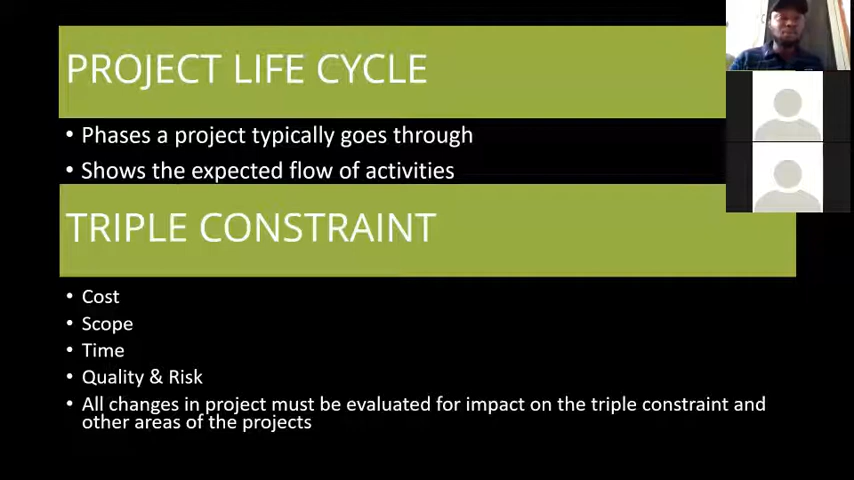 PROJECT LIFE CYCLE
• Phases a project typically goes through
• Shows the expected flow of activities
TRIPLE CONSTRAINT
• Cost
• Scope
• Time
• Quality & Risk
• All changes in project must be evaluated for impact on the triple constraint and
other areas of the projects